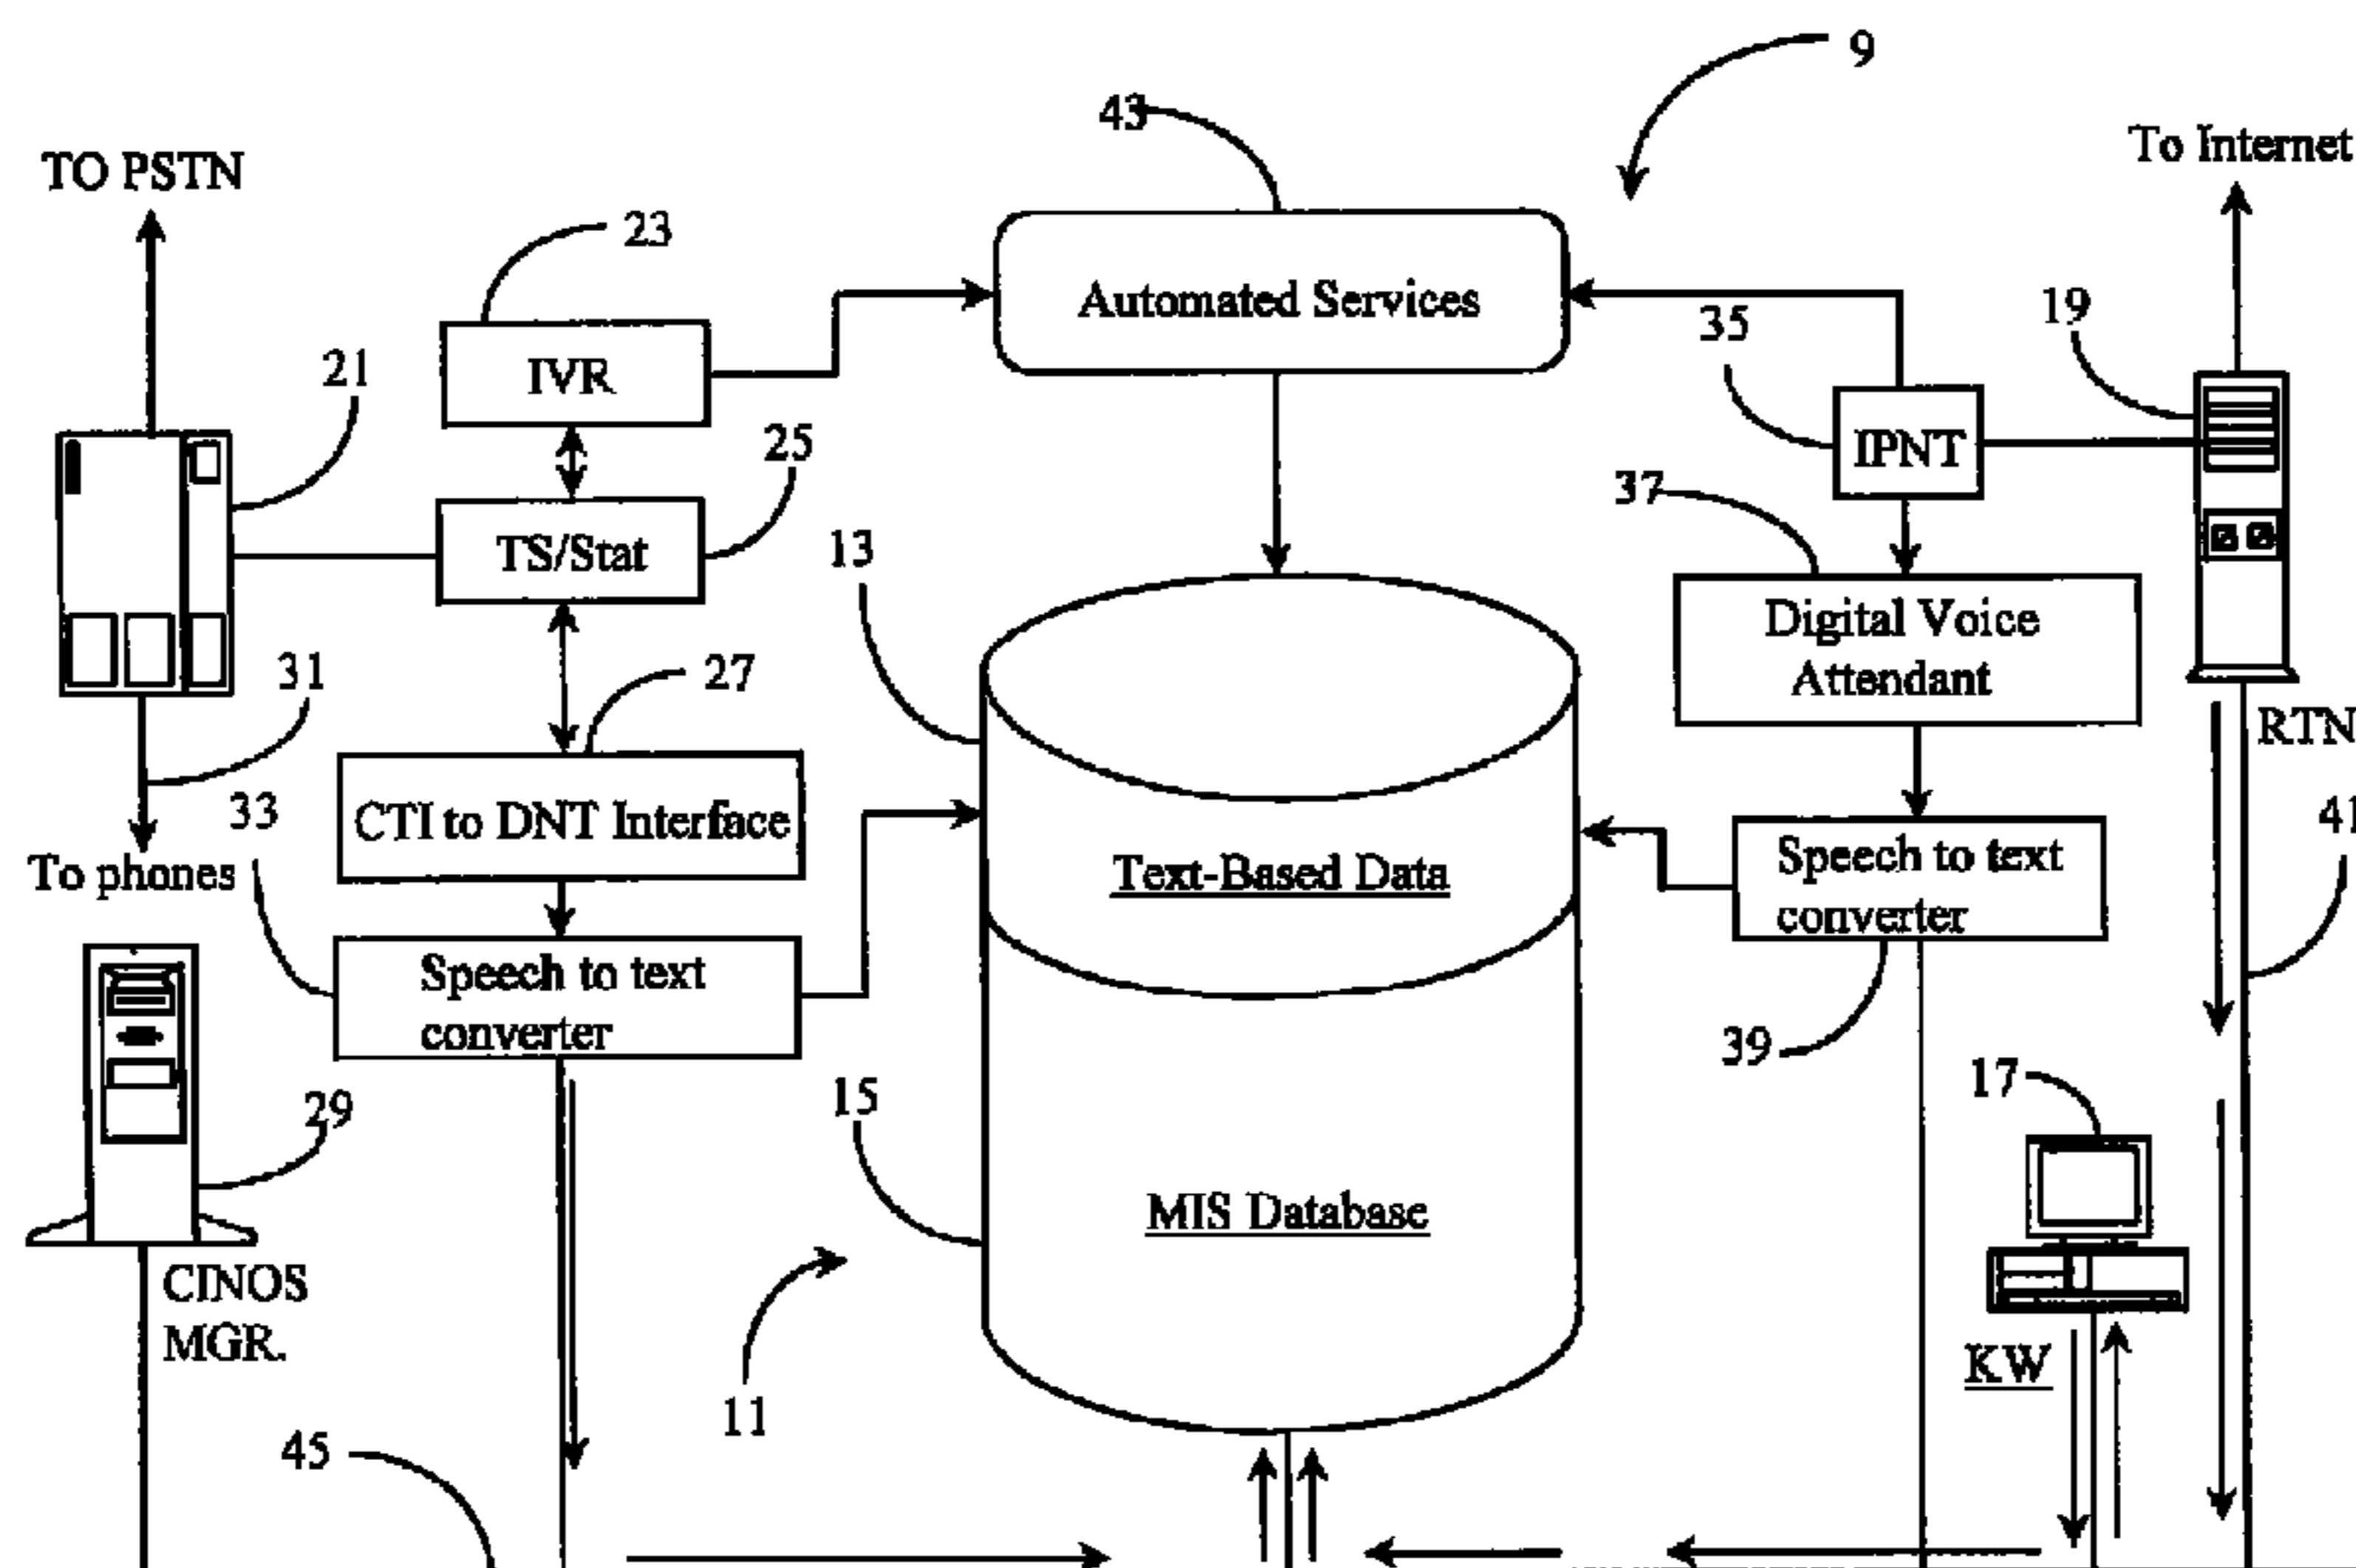 9
43
To Internet
TO PSTN
23
Automated Services
19
35
21
IVR
25
IPNT
37
TS/Stat
13
Digital Voice
Attendant
31
27
RTN
33
CTI to DNT Interface
41
To phones
Text-Based Data
Speech to text
converter
Speech to text
converter
39
17
29
15
MIS Database
CINOS
MGR.
KW
11
45